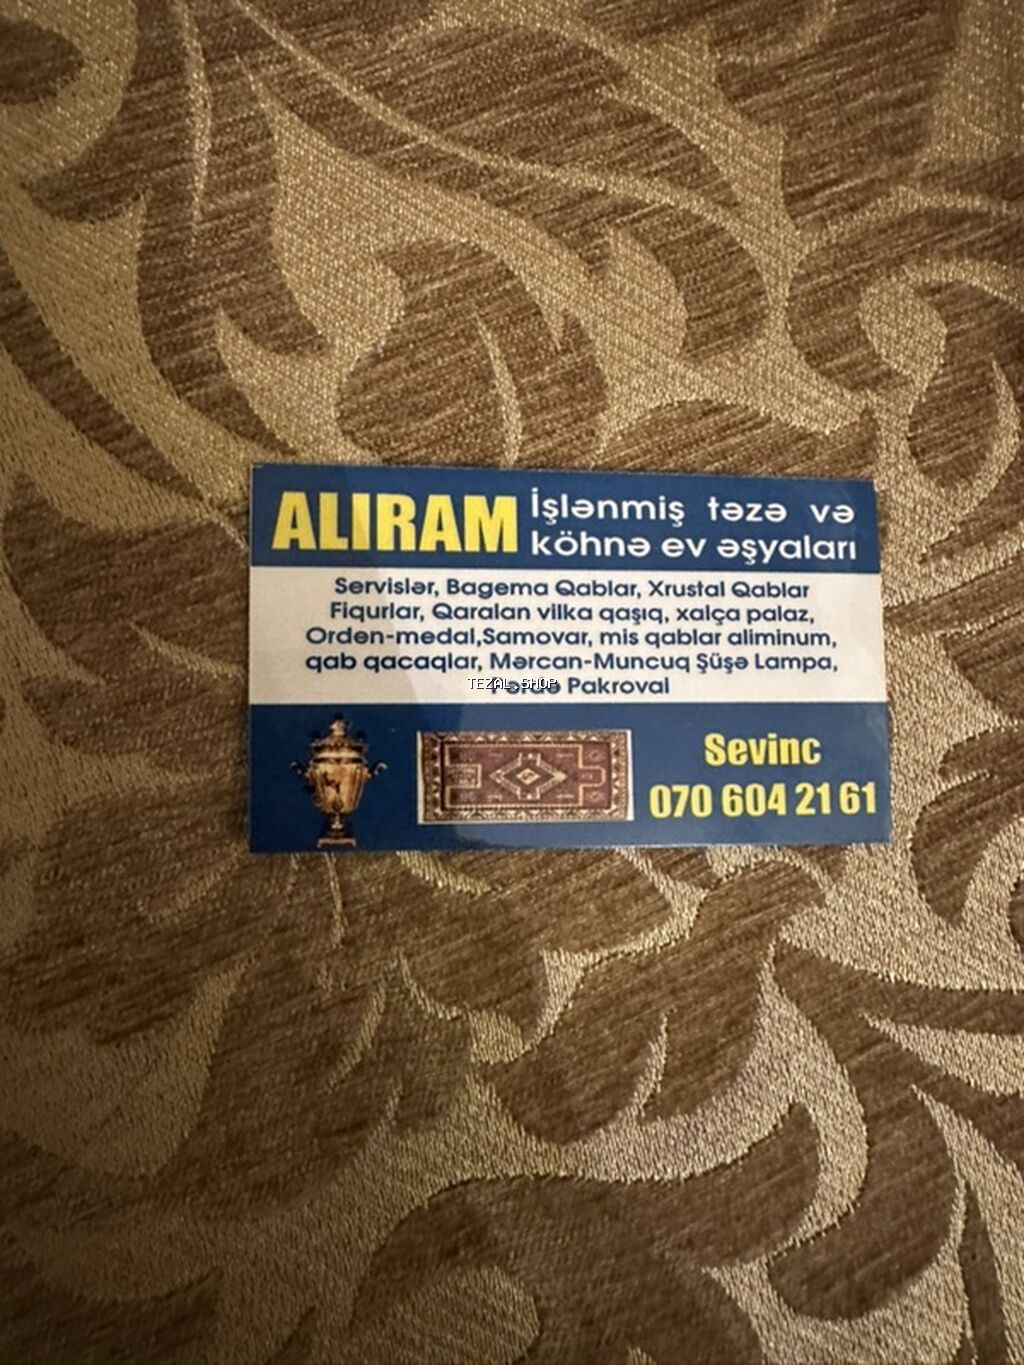 ALIRAM
İşlənmiş təzə və
köhnə ev əşyaları
Servislər, Bagema Qablar, Xrustal Qablar
Fiqurlar, Qaralan vilka qaşıq, xalça palaz,
Orden-medal,Samovar, mis qablar aliminum,
qab qacaqlar, Mərcan-Muncuq Şüşə Lampa,
Pakroval
TEZAL.SHOP
Sevinc
070 604 21 61